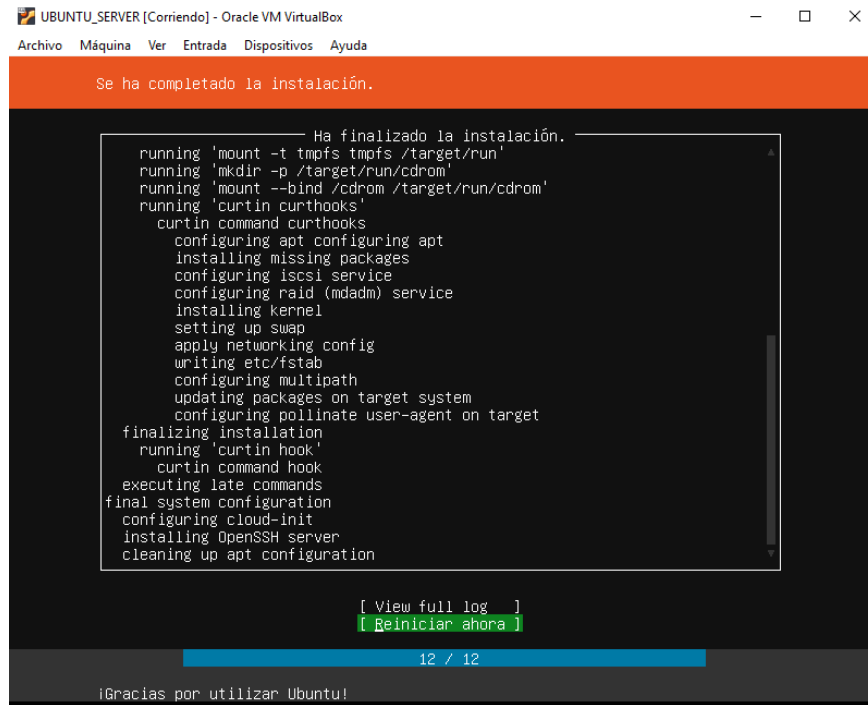 UBUNTU_SERVER [Corriendo] - Oracle VM VirtualBox
Archivo Máquina Ver Entrada Dispositivos Ayuda
Se ha completado la instalación.
Ha finalizado la instalación.
running 'mount -t tmpfs tmpfs /target/run'
running 'mkdir -p /target/run/cdrom'
running 'mount --bind /cdrom /target/run/cdrom'
running 'curtin curthooks'
curtin command curthooks
configuring apt configuring apt
installing missing packages
configuring iscsi service
configuring raid (mdadm) service
installing kernel
setting up swap
apply networking config
writing etc/fstab
configuring multipath
updating packages on target system
configuring pollinate user-agent on target
finalizing installation
running 'curtin hook'
curtin command hook
executing late commands
final system configuration
configuring cloud-init
installing OpenSSH server
cleaning up apt configuration
[ View full log ]
[ Reiniciar ahora ]
12 / 12
¡Gracias por utilizar Ubuntu!